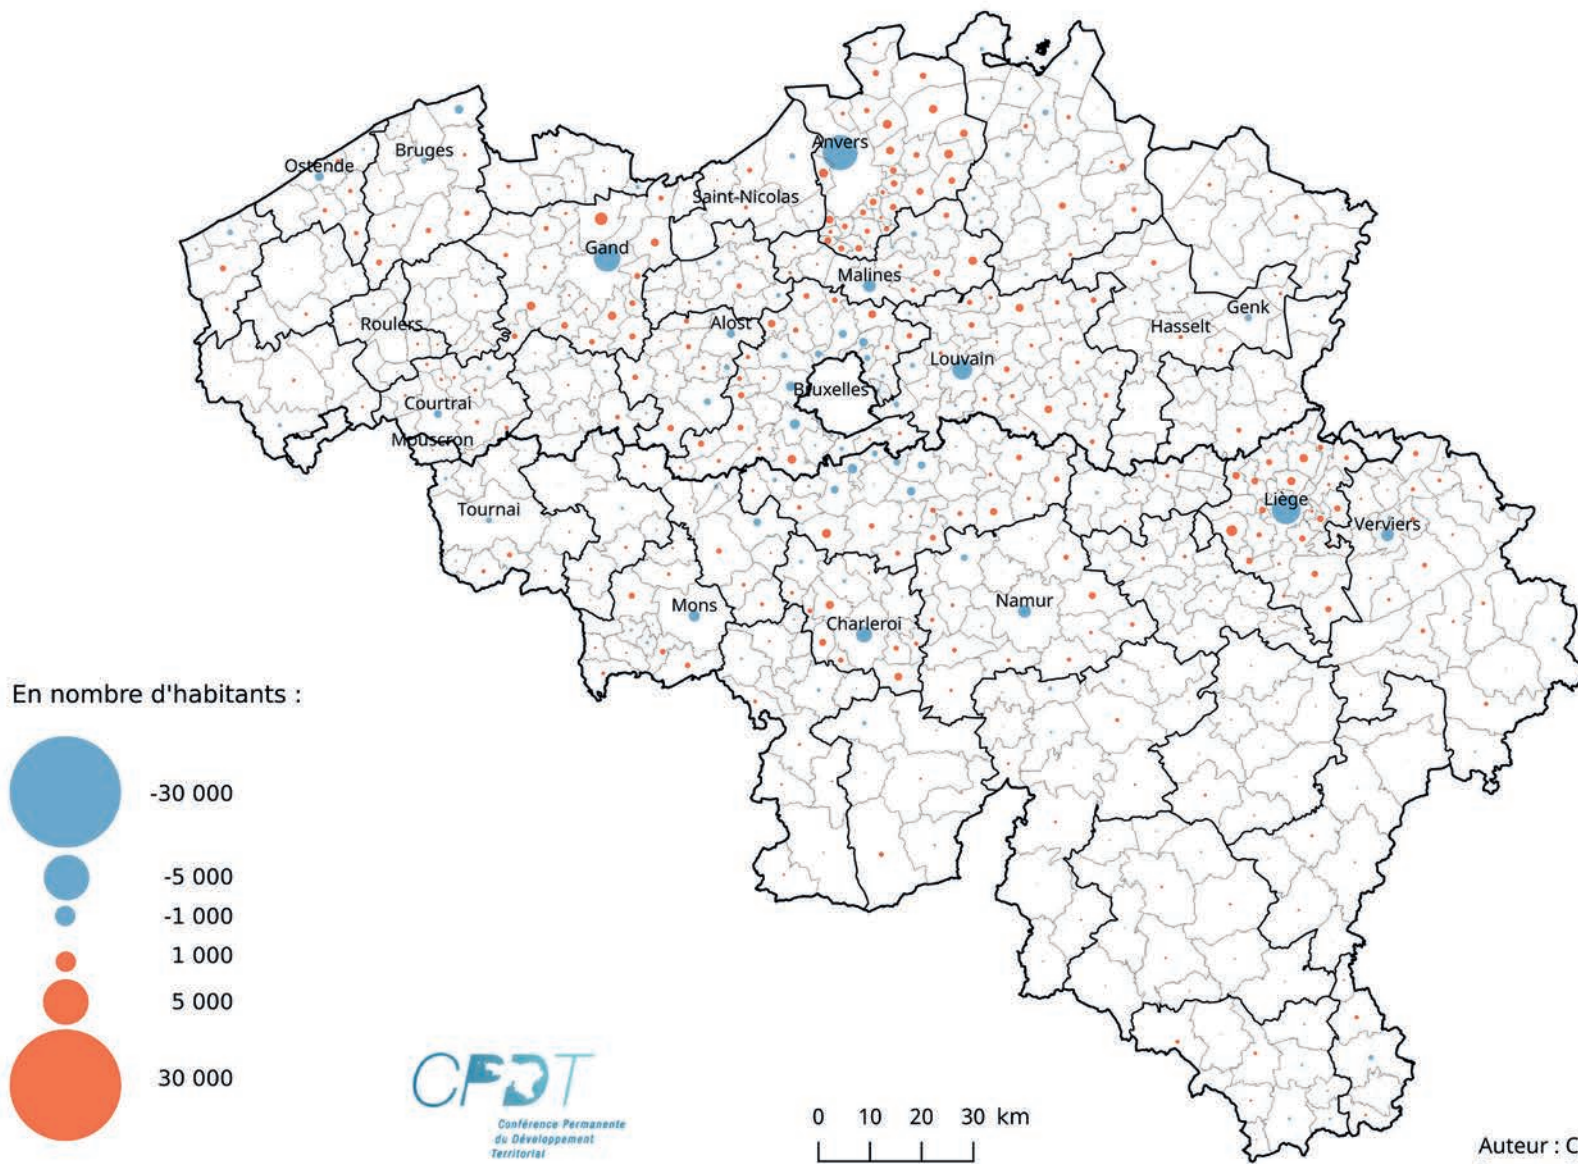 Anvers
Bruges
Ostende
Saint-Nicolas
Gand
Malines
Genk
Roulers
Alost
Hasselt
Louvain
Bruxelles
Courtrai
Mouscron
Tournai
Liège
Verviers
Mons
Namur
Charleroi
En nombre d'habitants :
-30 000
-5 000
-1 000
1 000
5 000
30 000
CPDT
Conférence Permanente
du Développement
Territorial
0 10 20 30 km
Auteur : C